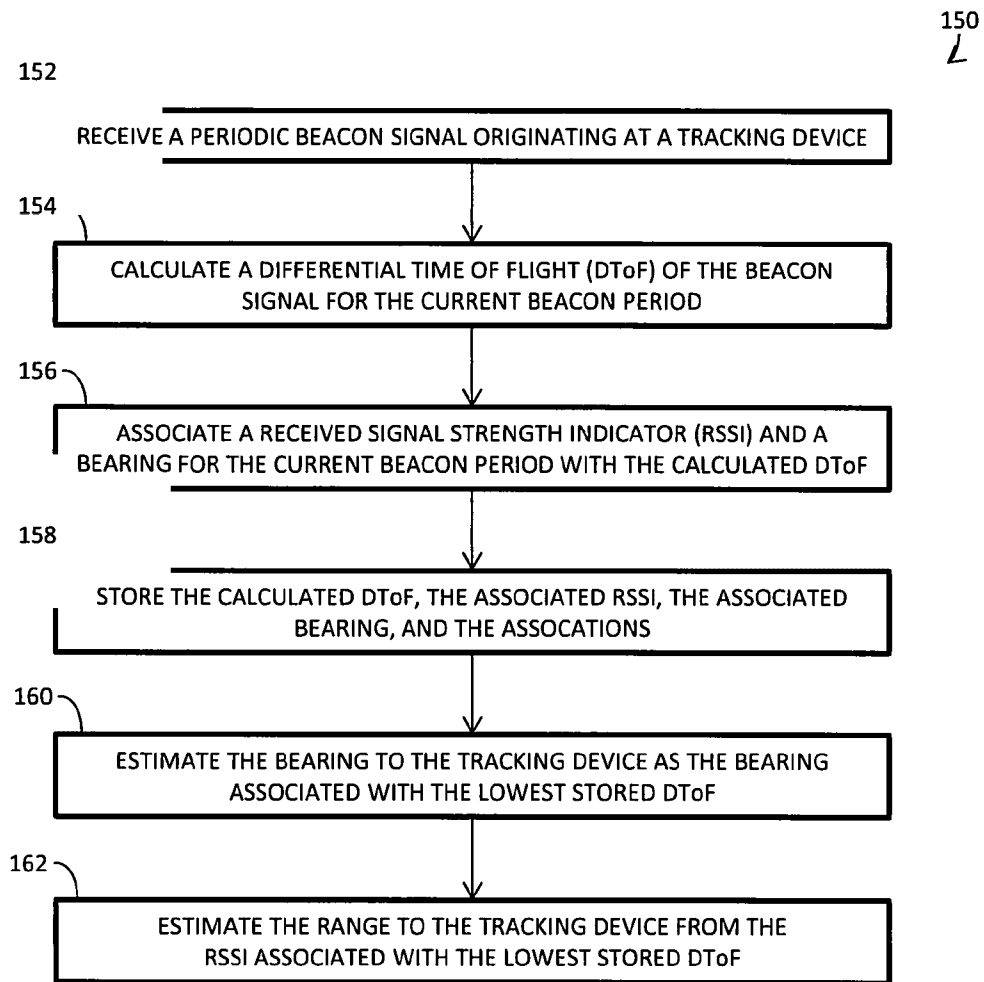 150
152
RECEIVE A PERIODIC BEACON SIGNAL ORIGINATING AT A TRACKING DEVICE
154
CALCULATE A DIFFERENTIAL TIME OF FLIGHT (DToF) OF THE BEACON
SIGNAL FOR THE CURRENT BEACON PERIOD
156
ASSOCIATE A RECEIVED SIGNAL STRENGTH INDICATOR (RSSI) AND A
BEARING FOR THE CURRENT BEACON PERIOD WITH THE CALCULATED DToF
158
STORE THE CALCULATED DToF, THE ASSOCIATED RSSI, THE ASSOCIATED
BEARING, AND THE ASSOCATIONS
160
ESTIMATE THE BEARING TO THE TRACKING DEVICE AS THE BEARING
ASSOCIATED WITH THE LOWEST STORED DToF
162
ESTIMATE THE RANGE TO THE TRACKING DEVICE FROM THE
RSSI ASSOCIATED WITH THE LOWEST STORED DToF